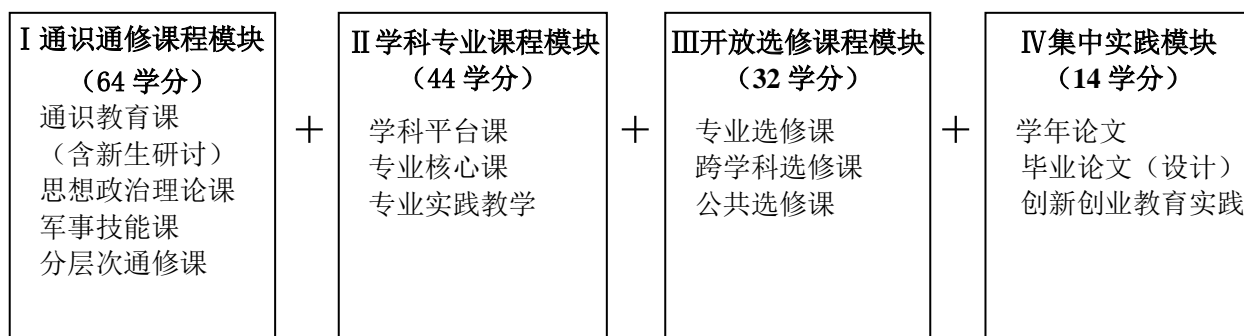 Ⅰ通识通修课程模块
（64 学分）
通识教育课
（含新生研讨）
思想政治理论课
军事技能课
分层次通修课
＋
Ⅱ学科专业课程模块
（44 学分）
学科平台课
专业核心课
专业实践教学
＋
Ⅲ开放选修课程模块
（32 学分）
专业选修课
跨学科选修课
公共选修课
＋
Ⅳ集中实践模块
（14 学分）
学年论文
毕业论文（设计）
创新创业教育实践